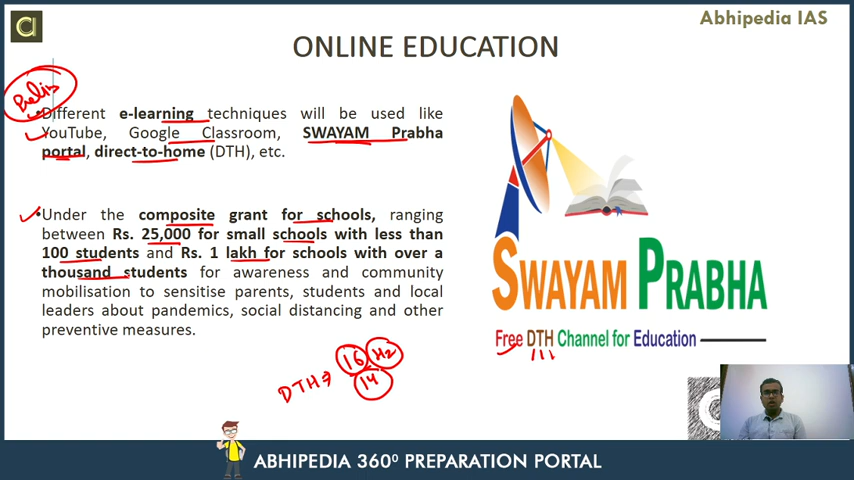 Abhipedia IAS
ONLINE EDUCATION
Prelim
•Different e-learning techniques will be used like
YouTube, Google Classroom, SWAYAM Prabha
portal, direct-to-home (DTH), etc.
•Under the composite grant for schools, ranging
between Rs. 25,000 for small schools with less than
100 students and Rs. 1 lakh for schools with over a
thousand students for awareness and community
mobilisation to sensitise parents, students and local
leaders about pandemics, social distancing and other
preventive measures.
SWAYAM PRABHA
Free DTH Channel for Education
DTH → 16 Hz
14
ABHIPEDIA 360⁰ PREPARATION PORTAL